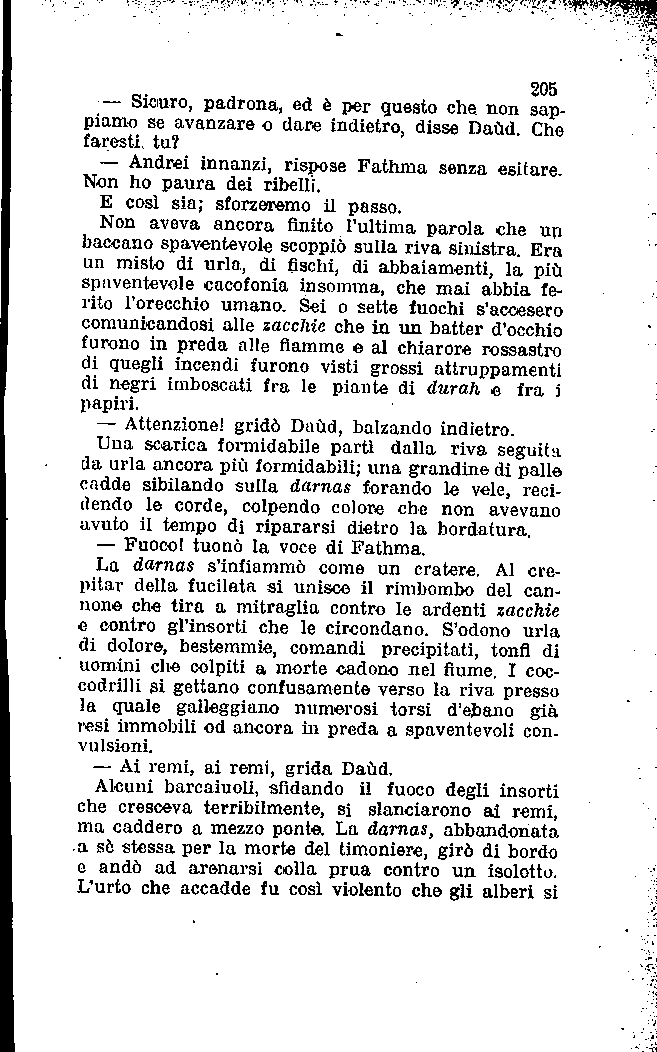 205
— Sicuro, padrona, ed è per questo che non sap-
piamo se avanzare o dare indietro, disse Daùd. Che
faresti, tu?
— Andrei innanzi, rispose Fathma senza esitare.
Non ho paura dei ribelli.
E così sia; sforzeremo il passo.
Non aveva ancora finito l'ultima parola che un
baccano spaventevole scoppiò sulla riva sinistra. Era
un misto di urla, di fischi, di abbaiamenti, la più
spaventevole cacofonia insomma, che mai abbia fe-
rito l'orecchio umano. Sei o sette fuochi s'accesero
comunicandosi alle zacchie che in un batter d'occhio
furono in preda alle fiamme e al chiarore rossastro
di quegli incendi furono visti grossi attruppamenti
di negri imboscati fra le piante di durah e fra i
papiri.
— Attenzione! gridò Daùd, balzando indietro.
Una scarica formidabile partì dalla riva seguita
da urla ancora più formidabili; una grandine di palle
cadde sibilando sulla darnas forando le vele, reci-
dendo le corde, colpendo colore che non avevano
avuto il tempo di ripararsi dietro la bordatura.
— Fuoco! tuonò la voce di Fathma.
La darnas s'infiammò come un cratere. Al cre-
pitar della fucilata si unisce il rimbombo del can-
none che tira a mitraglia contro le ardenti zacchie
e contro gl'insorti che le circondano. S'odono urla
di dolore, bestemmie, comandi precipitati, tonfi di
uomini che colpiti a morte cadono nel fiume. I coc-
codrilli si gettano confusamente verso la riva presso
la quale galleggiano numerosi torsi d'ebano già
resi immobili od ancora in preda a spaventevoli con-
vulsioni.
— Ai remi, ai remi, grida Daùd.
Alcuni barcaiuoli, sfidando il fuoco degli insorti
che cresceva terribilmente, si slanciarono ai remi,
ma caddero a mezzo ponte. La darnas, abbandonata
a sè stessa per la morte del timoniere, girò di bordo
e andò ad arenarsi colla prua contro un isolotto.
L'urto che accadde fu così violento che gli alberi si